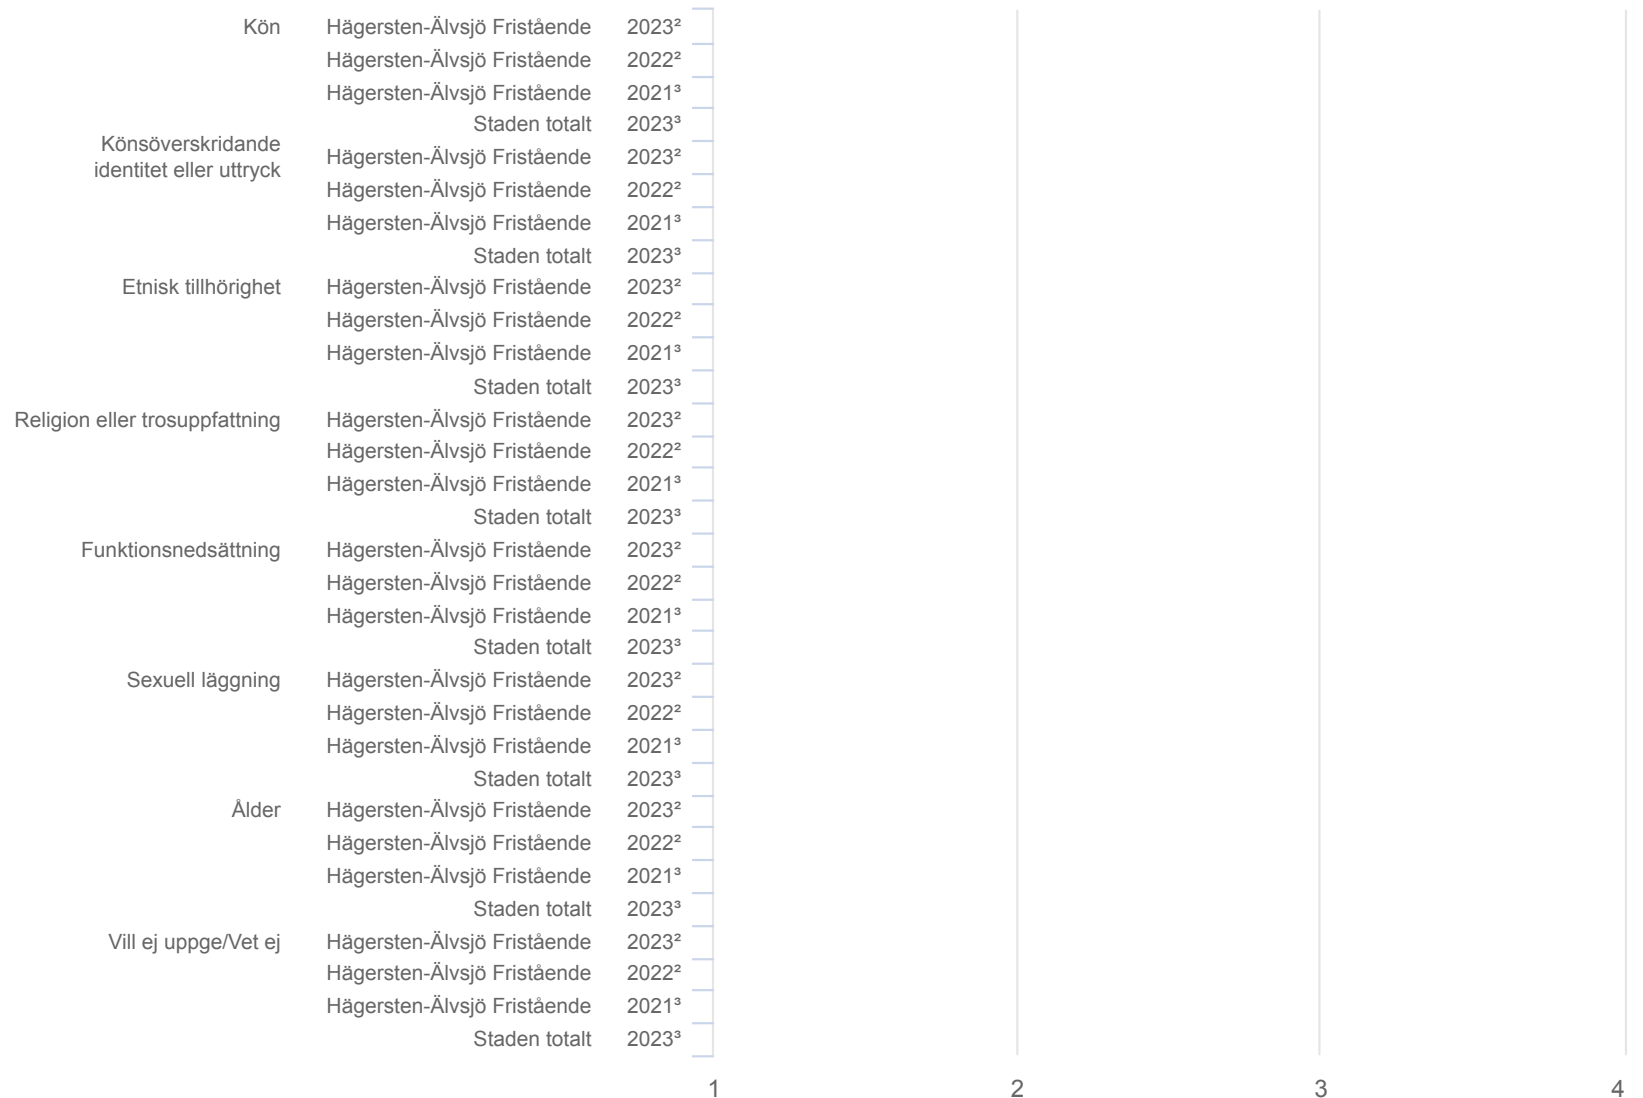 Kön Hägersten-Älvsjö Fristående 2023²
Hägersten-Älvsjö Fristående 2022²
Hägersten-Älvsjö Fristående 2021³
Staden totalt 2023³
Könsöverskridande
identitet eller uttryck Hägersten-Älvsjö Fristående 2023²
Hägersten-Älvsjö Fristående 2022²
Hägersten-Älvsjö Fristående 2021³
Staden totalt 2023³
Etnisk tillhörighet Hägersten-Älvsjö Fristående 2023²
Hägersten-Älvsjö Fristående 2022²
Hägersten-Älvsjö Fristående 2021³
Staden totalt 2023³
Religion eller trosuppfattning Hägersten-Älvsjö Fristående 2023²
Hägersten-Älvsjö Fristående 2022²
Hägersten-Älvsjö Fristående 2021³
Staden totalt 2023³
Funktionsnedsättning Hägersten-Älvsjö Fristående 2023²
Hägersten-Älvsjö Fristående 2022²
Hägersten-Älvsjö Fristående 2021³
Staden totalt 2023³
Sexuell läggning Hägersten-Älvsjö Fristående 2023²
Hägersten-Älvsjö Fristående 2022²
Hägersten-Älvsjö Fristående 2021³
Staden totalt 2023³
Ålder Hägersten-Älvsjö Fristående 2023²
Hägersten-Älvsjö Fristående 2022²
Hägersten-Älvsjö Fristående 2021³
Staden totalt 2023³
Vill ej uppge/Vet ej Hägersten-Älvsjö Fristående 2023²
Hägersten-Älvsjö Fristående 2022²
Hägersten-Älvsjö Fristående 2021³
Staden totalt 2023³
1 2 3 4